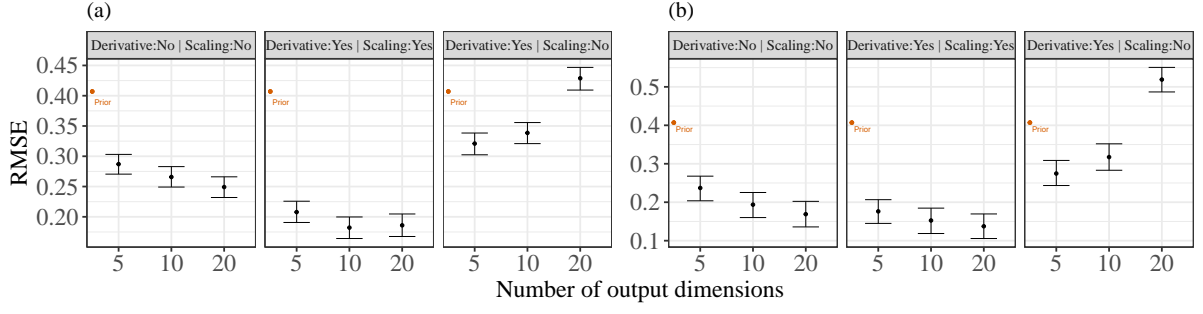 (a)
(b)
Derivative:No | Scaling:No
Derivative:Yes | Scaling:Yes
Derivative:Yes | Scaling:No
Derivative:No | Scaling:No
Derivative:Yes | Scaling:Yes
Derivative:Yes | Scaling:No
RMSE
0.45
0.40
0.35
0.30
0.25
0.20
Prior
Prior
Prior
0.5
0.4
0.3
0.2
0.1
Prior
Prior
Prior
5 10 20
5 10 20
5 10 20
5 10 20
5 10 20
5 10 20
Number of output dimensions